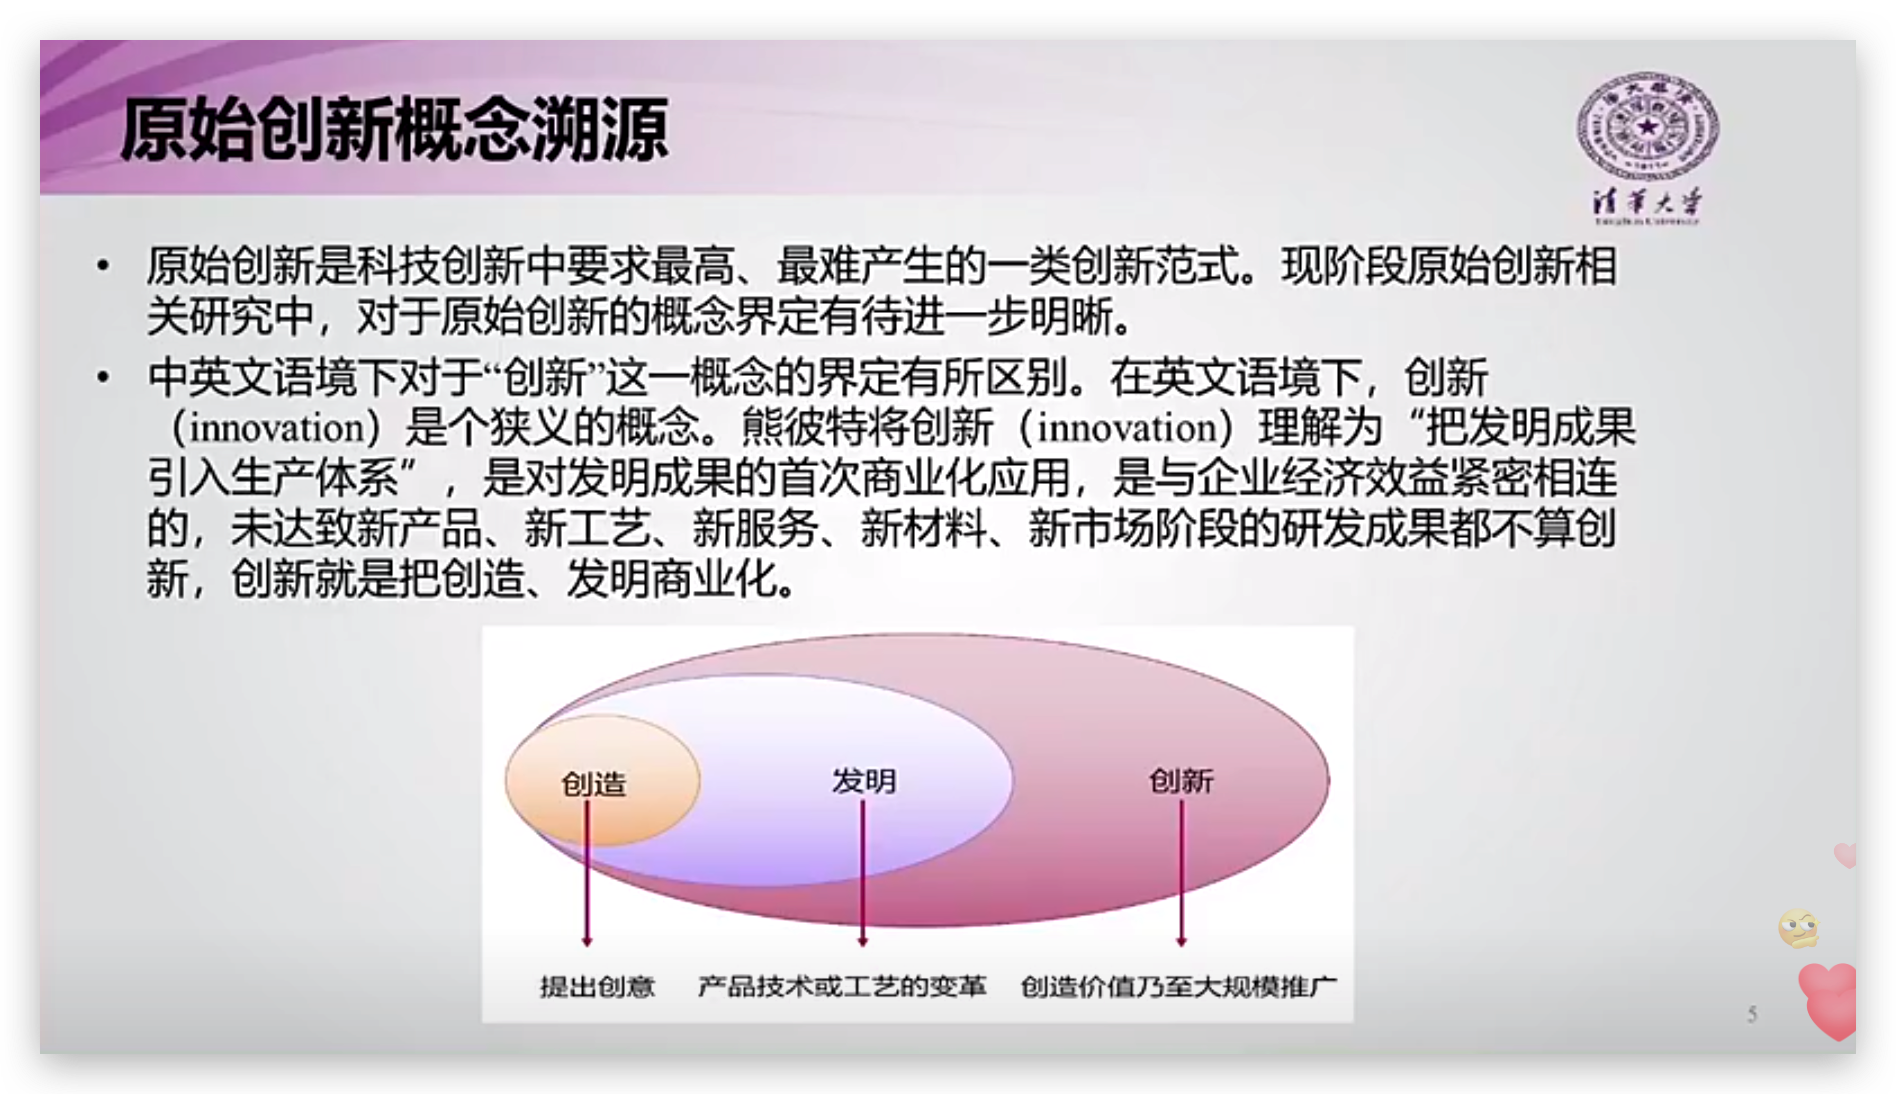 原始创新概念溯源
清华大学
Tsinghua University
• 原始创新是科技创新中要求最高、最难产生的一类创新范式。现阶段原始创新相
关研究中，对于原始创新的概念界定有待进一步明晰。
• 中英文语境下对于“创新”这一概念的界定有所区别。在英文语境下，创新
（innovation）是个狭义的概念。熊彼特将创新（innovation）理解为“把发明成果
引入生产体系”，是对发明成果的首次商业化应用，是与企业经济效益紧密相连
的，未达致新产品、新工艺、新服务、新材料、新市场阶段的研发成果都不算创
新，创新就是把创造、发明商业化。
创造 发明 创新
提出创意 产品技术或工艺的变革 创造价值乃至大规模推广
5